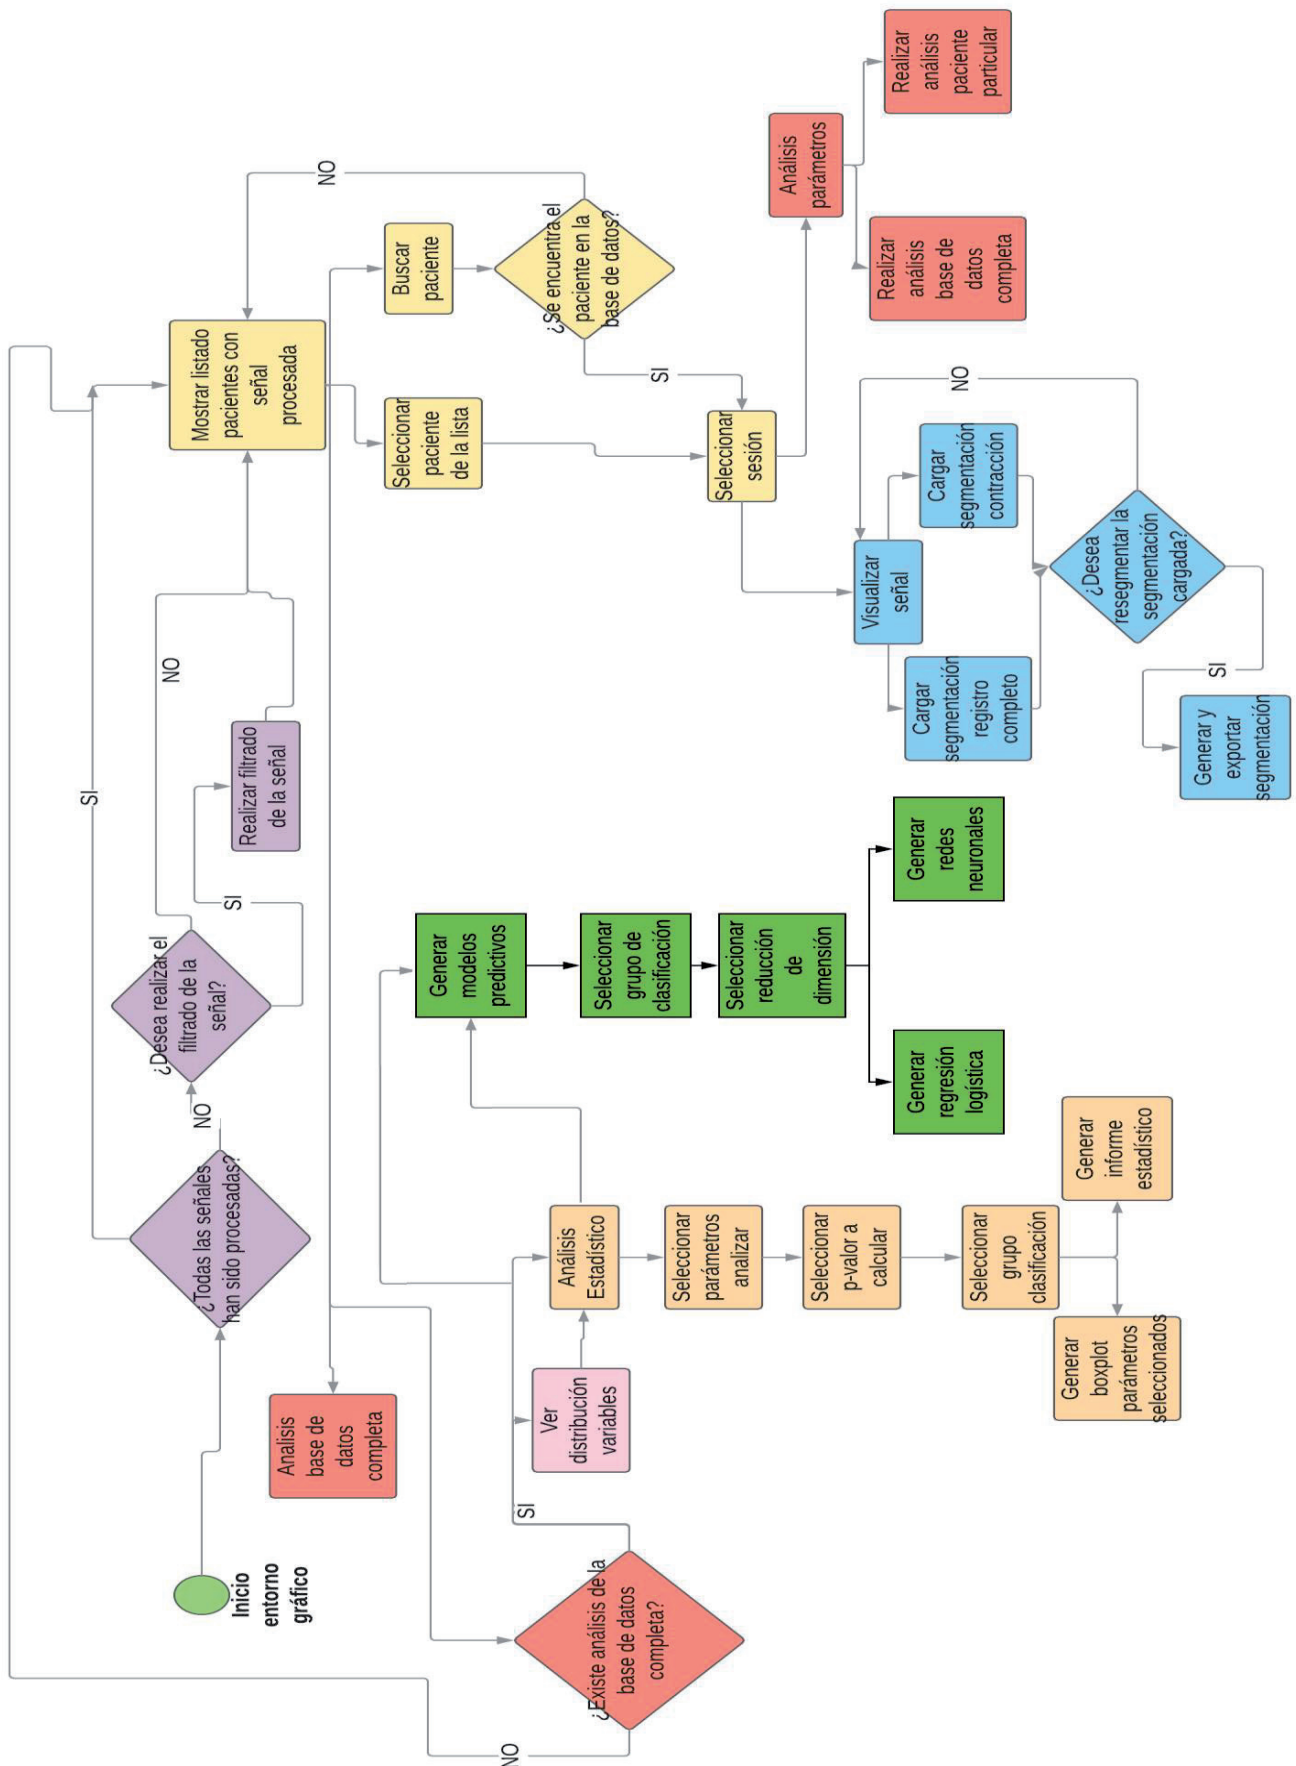 Inicio
entorno
gráfico
¿Todas las señales
han sido procesadas?
SI
NO
¿Desea realizar el
filtrado de la
señal?
NO
SI
Realizar filtrado
de la señal
Mostrar listado
pacientes con
señal
procesada
Analisis
base de
datos
completa
Seleccionar
paciente
de la lista
Buscar
paciente
¿Se encuentra el
paciente en la
base de datos?
NO
SI
Seleccionar
sesión
Análisis
parámetros
Realizar
análisis
base de
datos
completa
Realizar
análisis
paciente
particular
Visualizar
señal
Cargar
segmentación
registro
completo
Cargar
segmentación
contracción
¿Desea
resegmentar la
segmentación
cargada?
NO
SI
Generar y
exportar
segmentación
¿Existe análisis de la
base de datos
completa?
NO
SI
Ver
distribución
variables
Análisis
Estadístico
Seleccionar
parámetros
analizar
Seleccionar
p-valor a
calcular
Seleccionar
grupo
clasificación
Generar
boxplot
parámetros
seleccionados
Generar
informe
estadístico
Generar
modelos
predictivos
Seleccionar
grupo de
clasificación
Seleccionar
reducción
de
dimensión
Generar
regresión
logística
Generar
redes
neuronales